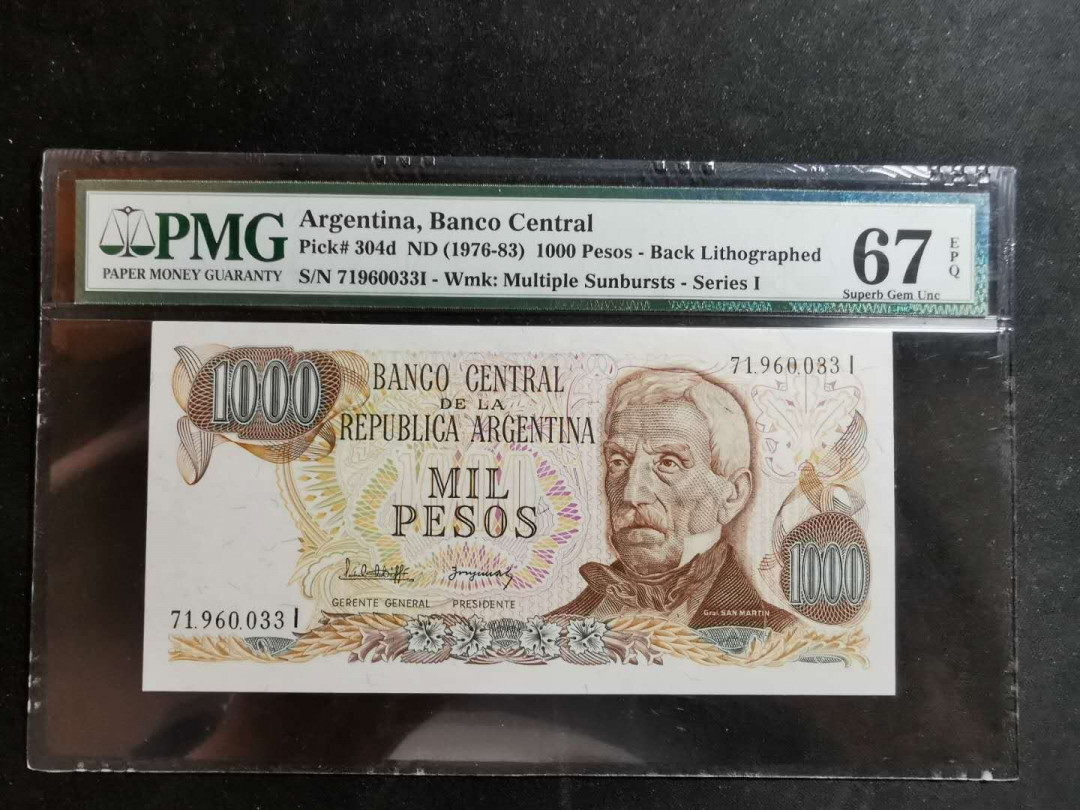 PMG
PAPER MONEY GUARANTY
Argentina, Banco Central
Pick# 304d ND (1976-83) 1000 Pesos - Back Lithographed
S/N 71960033I - Wmk: Multiple Sunbursts - Series I
67
EPQ
Superb Gem Unc
1000
BANCO CENTRAL
DE LA
REPUBLICA ARGENTINA
71.960.033 I
MIL
PESOS
GERENTE GENERAL PRESIDENTE
Gral. SAN MARTIN
1000
71.960.033 I